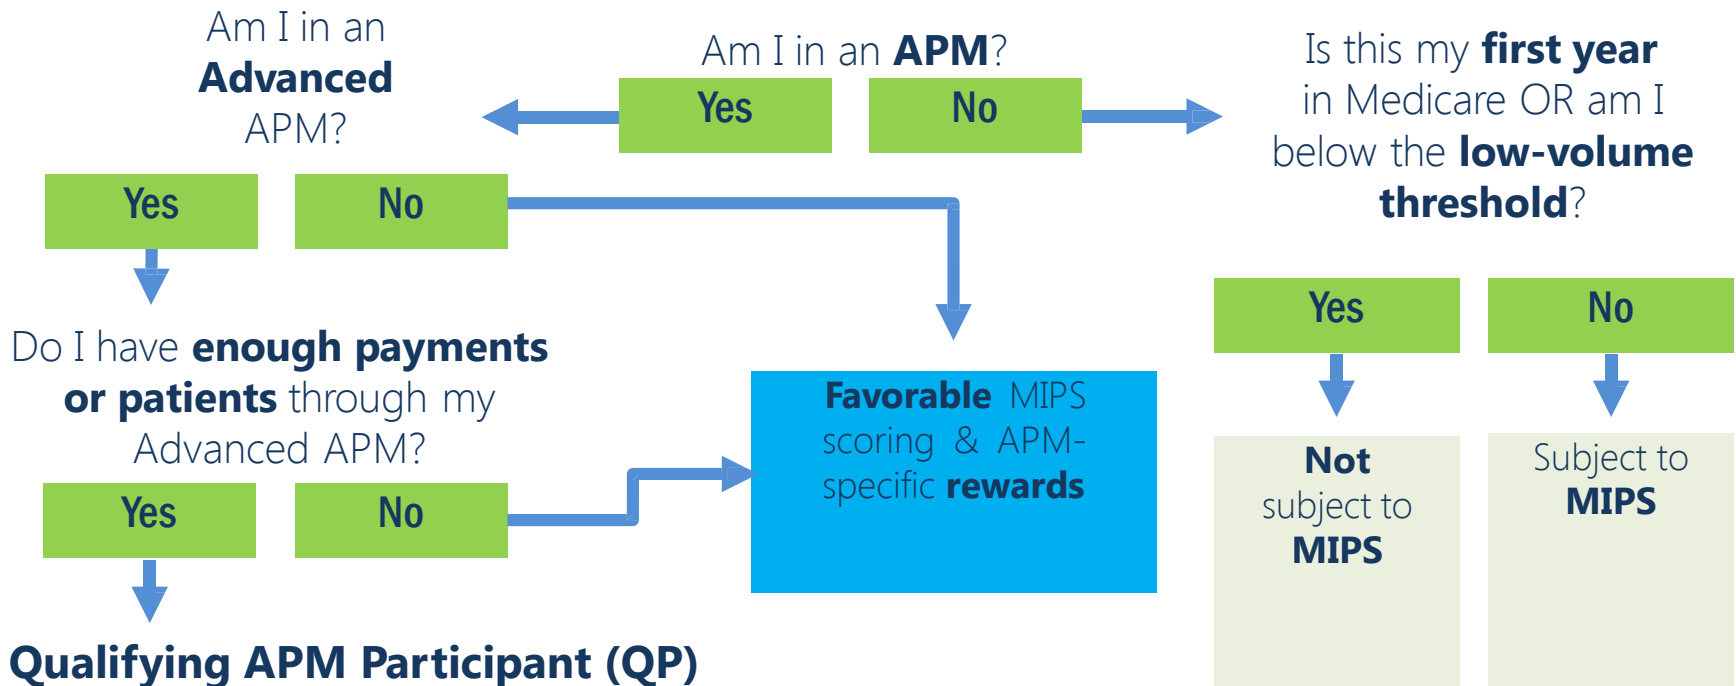 Am I in an
Advanced
APM?
Yes
No
Do I have enough payments
or patients through my
Advanced APM?
Yes
No
Qualifying APM Participant (QP)
Am I in an APM?
Yes
No
Favorable MIPS
scoring & APM-
specific rewards
Is this my first year
in Medicare OR am I
below the low-volume
threshold?
Yes
No
Not
subject to
MIPS
Subject to
MIPS